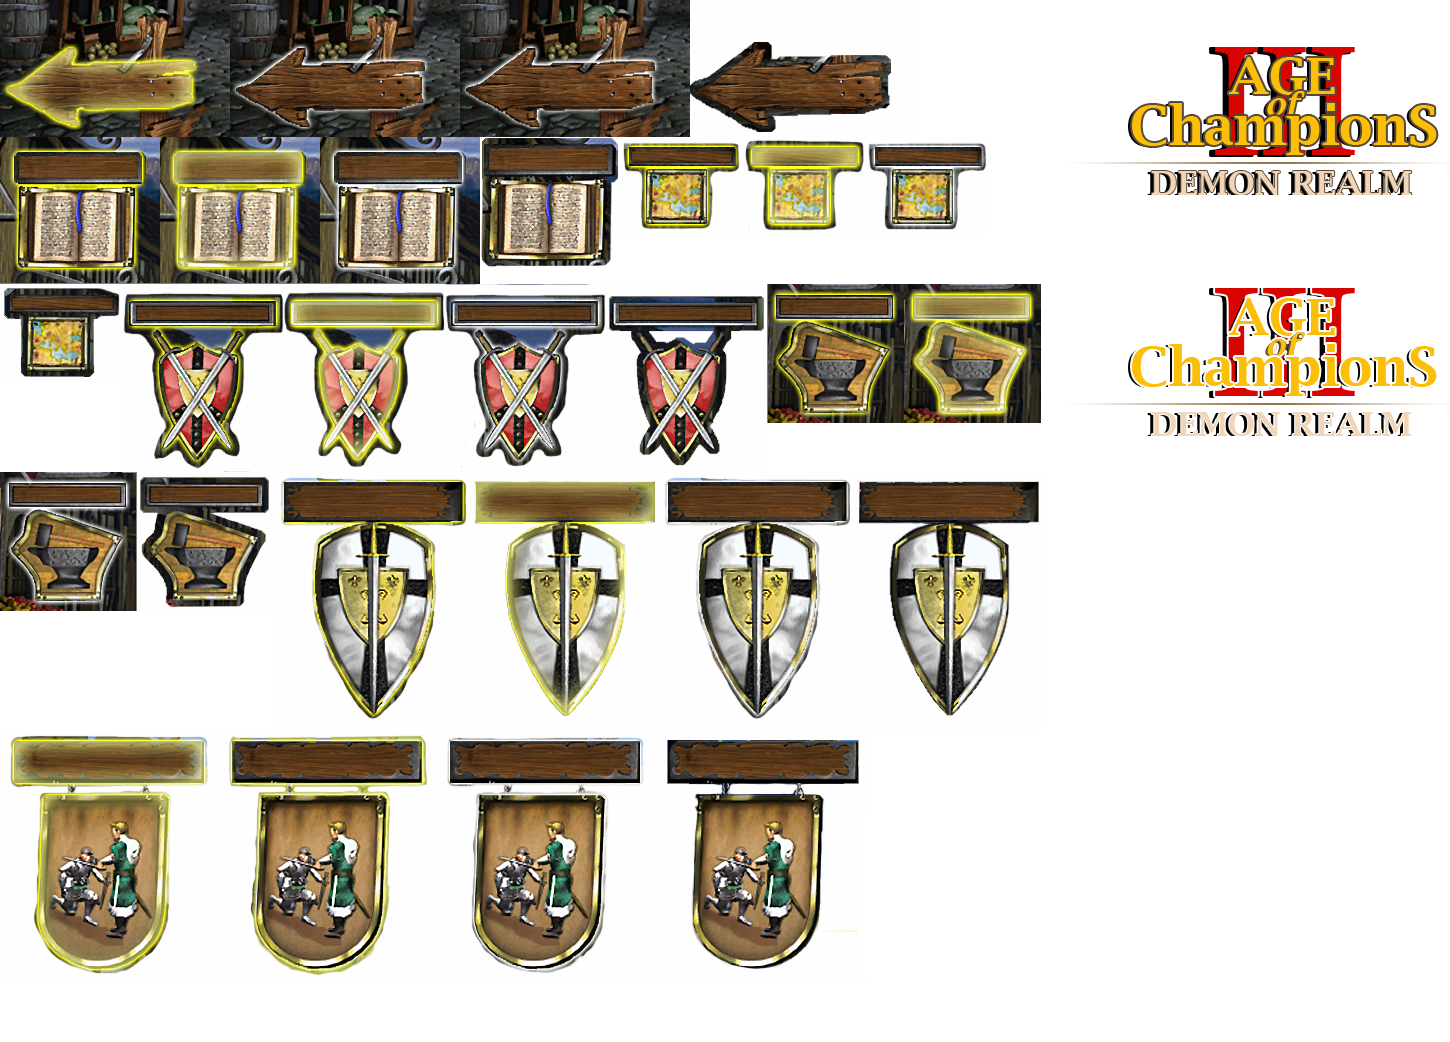 III
AGE
of
ChampionS
DEMON REALM
III
AGE
of
ChampionS
DEMON REALM